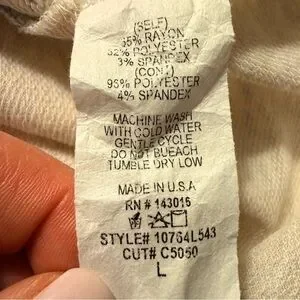 (SELF)
65% RAYON
32% POLYESTER
3% SPANDEX
(CONT)
96% POLYESTER
4% SPANDEX
MACHINE WASH
WITH COLD WATER
GENTLE CYCLE
DO NOT BLEACH
TUMBLE DRY LOW
MADE IN U.S.A
RN # 143015
STYLE# 10764L543
CUT# C5050
L